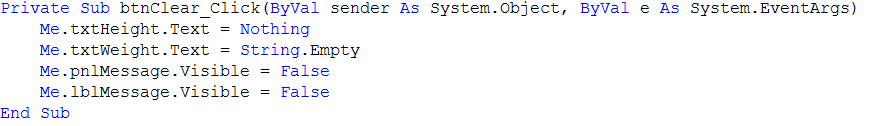 Private Sub btnClear_Click(ByVal sender As System.Object, ByVal e As System.EventArgs)
    Me.txtHeight.Text = Nothing
    Me.txtWeight.Text = String.Empty
    Me.pnlMessage.Visible = False
    Me.lblMessage.Visible = False
End Sub